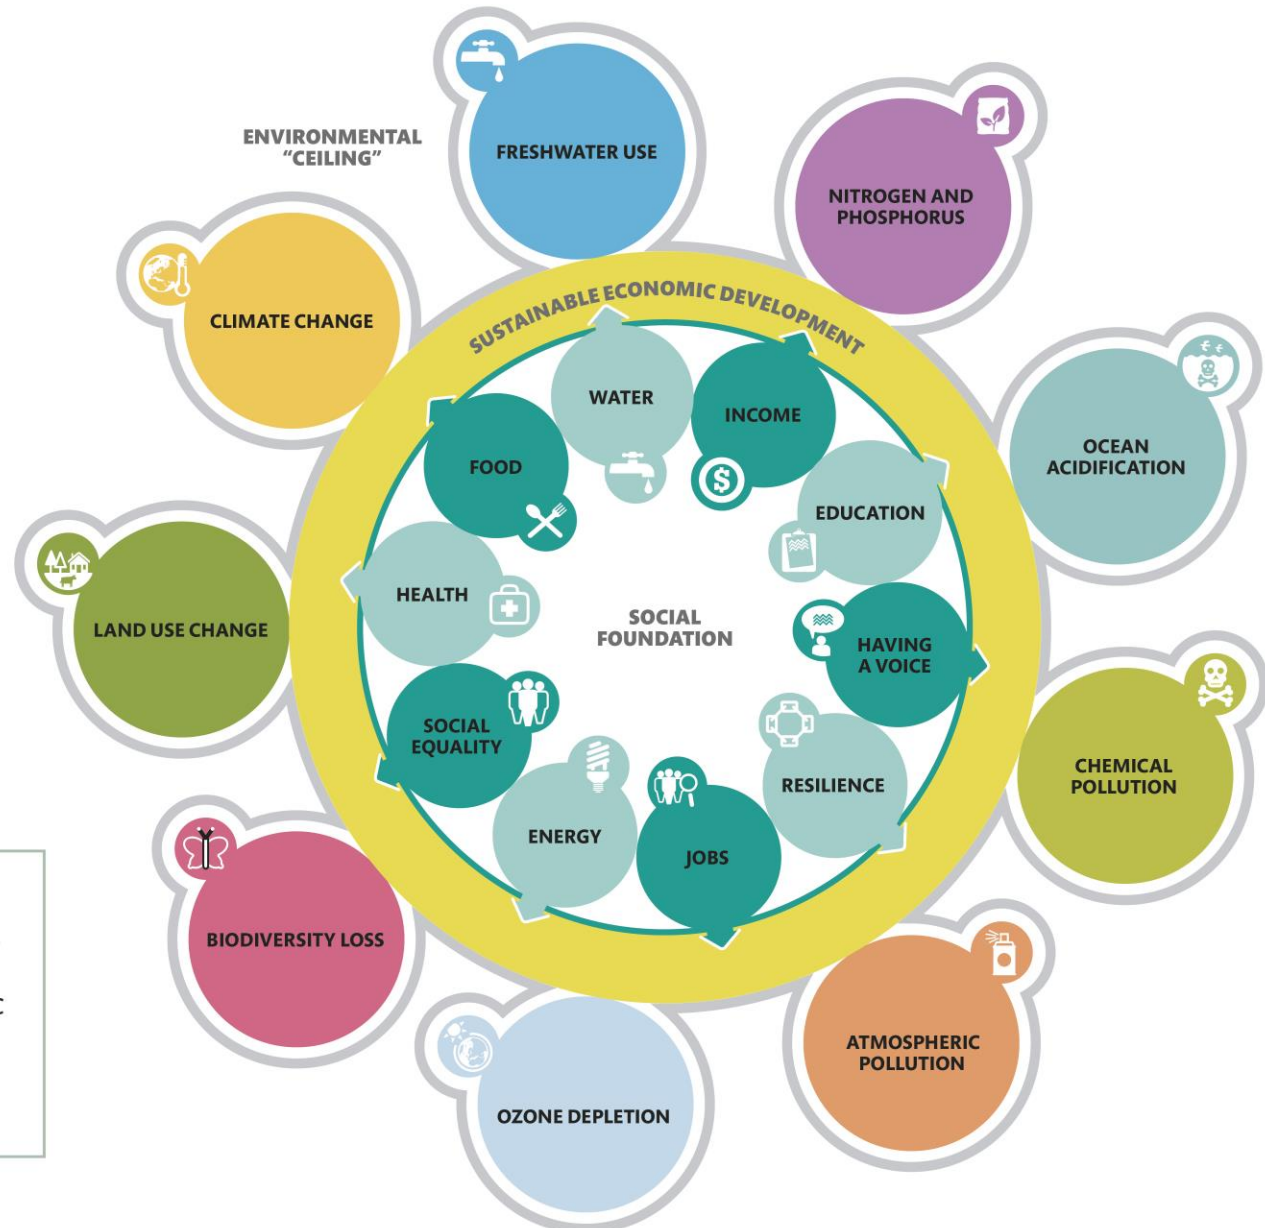 ENVIRONMENTAL
“CEILING”
FRESHWATER USE
NITROGEN AND
PHOSPHORUS
CLIMATE CHANGE
OCEAN
ACIDIFICATION
LAND USE CHANGE
CHEMICAL
POLLUTION
BIODIVERSITY LOSS
ATMOSPHERIC
POLLUTION
OZONE DEPLETION
SUSTAINABLE ECONOMIC DEVELOPMENT
WATER
INCOME
$
FOOD
EDUCATION
HEALTH
SOCIAL
FOUNDATION
HAVING
A VOICE
SOCIAL
EQUALITY
RESILIENCE
ENERGY
JOBS
C